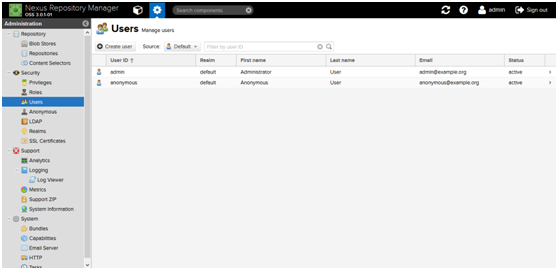 Nexus Repository Manager
OSS 3.0.1-01
Search components
admin
Sign out
Administration
Repository
Blob Stores
Repositories
Content Selectors
Security
Privileges
Roles
Users
Anonymous
LDAP
Realms
SSL Certificates
Support
Analytics
Logging
Log Viewer
Metrics
Support ZIP
System Information
System
Bundles
Capabilities
Email Server
HTTP
Tasks
Users Manage users
Create user Source: Default Filter by user ID
User ID Realm First name Last name Email Status
admin default Administrator User admin@example.org active
anonymous default Anonymous User anonymous@example.org active